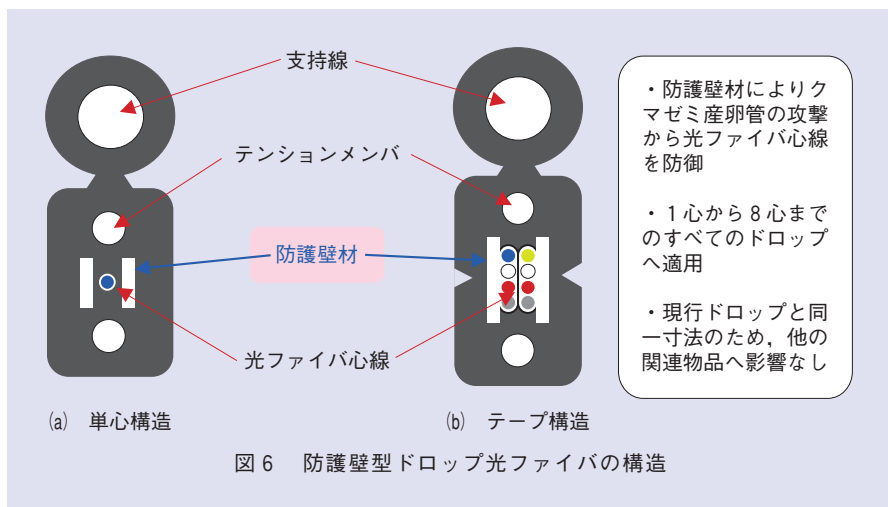 支持線
テンションメンバ
防護壁材
光ファイバ心線
・防護壁材によりク
マゼミ産卵管の攻撃
から光ファイバ心線
を防御
・1心から8心まで
のすべてのドロップ
へ適用
・現行ドロップと同
一寸法のため，他の
関連物品へ影響なし
(a) 単心構造
(b) テープ構造
図6 防護壁型ドロップ光ファイバの構造